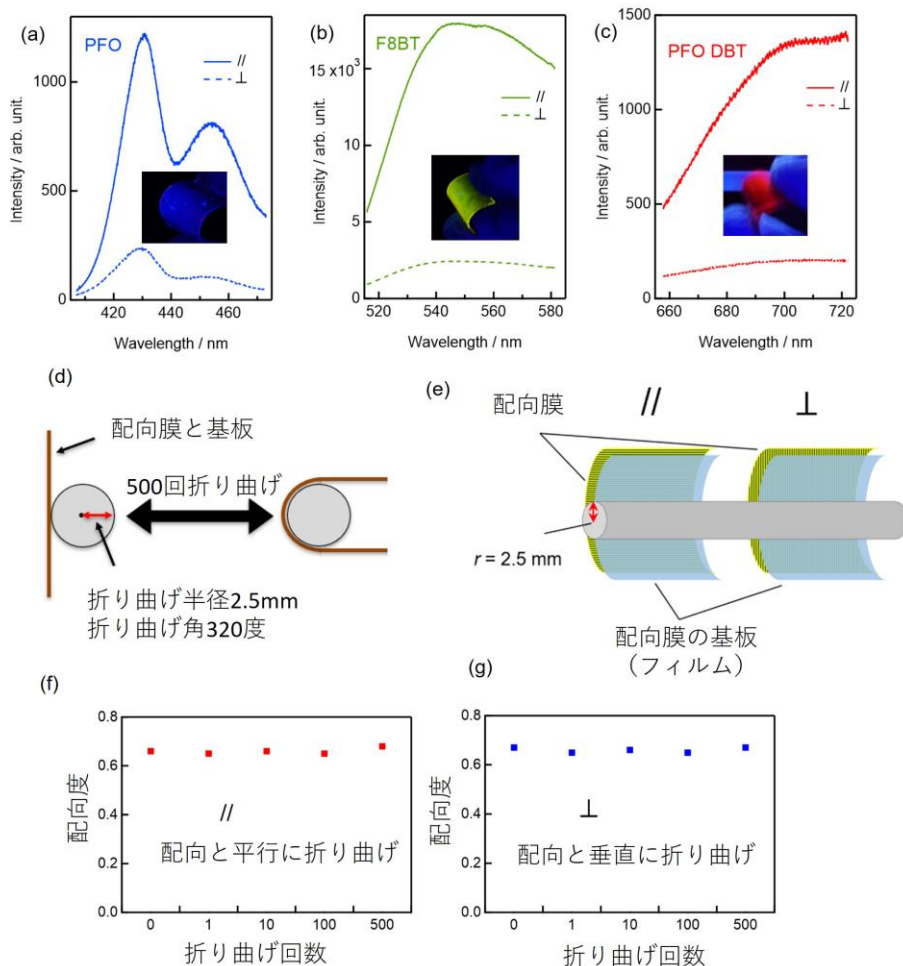 (a)
PFO
//
⊥
1000
500
0
Intensity / arb. unit.
420
440
460
Wavelength / nm
(b)
F8BT
//
⊥
15 x10³
10
5
0
Intensity / arb. unit.
520
540
560
580
Wavelength / nm
(c)
PFO DBT
//
⊥
1500
1000
500
0
Intensity / arb. unit.
660
680
700
720
Wavelength / nm
(d)
配向膜と基板
500回折り曲げ
折り曲げ半径2.5mm
折り曲げ角320度
(e)
配向膜
//
⊥
r = 2.5 mm
配向膜の基板
（フィルム）
(f)
0.8
0.6
0.4
0.2
0.0
配向度
//
配向と平行に折り曲げ
0
1
10
100
500
折り曲げ回数
(g)
0.8
0.6
0.4
0.2
0.0
配向度
⊥
配向と垂直に折り曲げ
0
1
10
100
500
折り曲げ回数